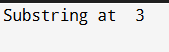 Substring at  3